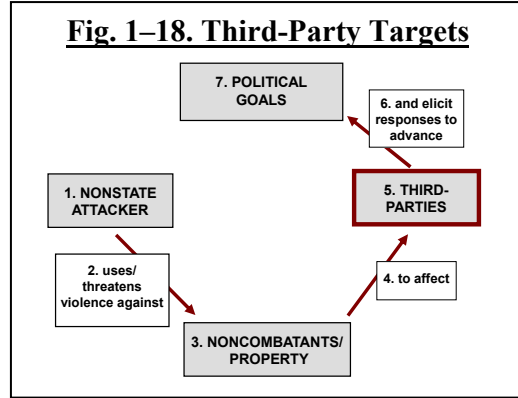 Fig. 1–18. Third-Party Targets
7. POLITICAL
GOALS
6. and elicit
responses to
advance
1. NONSTATE
ATTACKER
5. THIRD-
PARTIES
2. uses/
threatens
violence against
4. to affect
3. NONCOMBATANTS/
PROPERTY